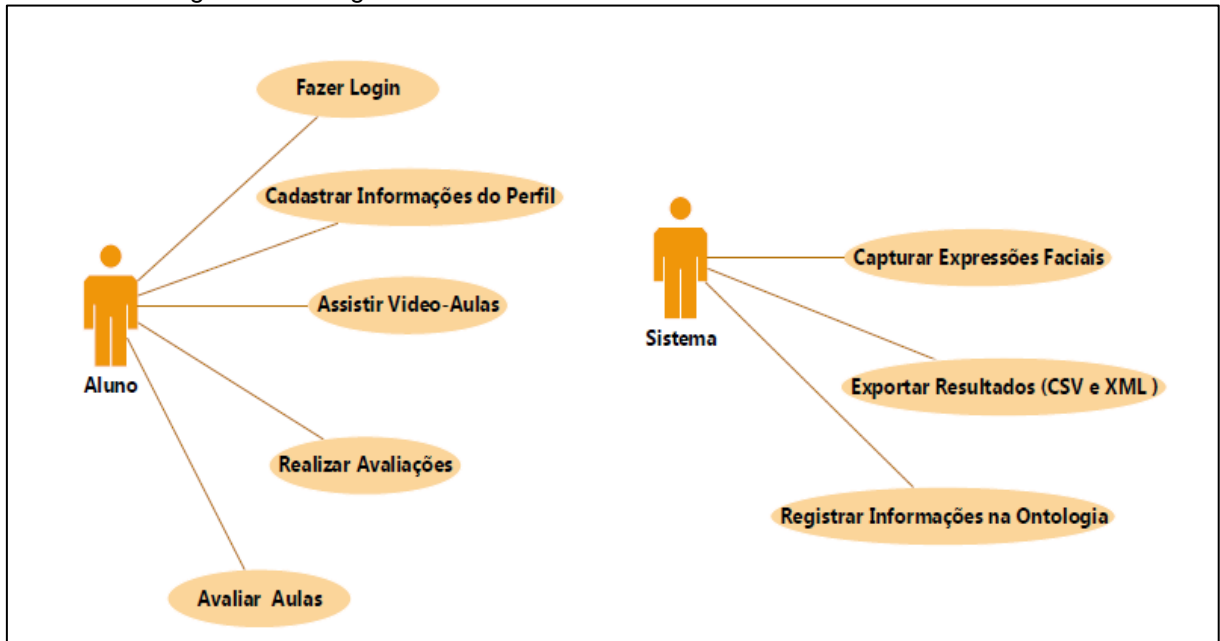 Fazer Login
Cadastrar Informações do Perfil
Assistir Video-Aulas
Aluno
Realizar Avaliações
Avaliar Aulas
Sistema
Capturar Expressões Faciais
Exportar Resultados (CSV e XML )
Registrar Informações na Ontologia